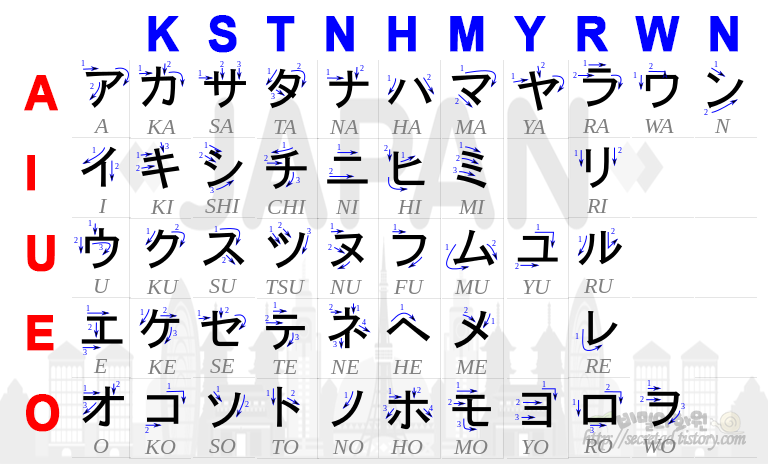 K S T N H M Y R W N
A ア カ サ タ ナ ハ マ ヤ ラ ワ ン
A KA SA TA NA HA MA YA RA WA N
I イ キ シ チ ニ ヒ ミ リ
I KI SHI CHI NI HI MI RI
U ウ ク ス ツ ヌ フ ム ユ ル
U KU SU TSU NU FU MU YU RU
E エ ケ セ テ ネ ヘ メ レ
E KE SE TE NE HE ME RE
O オ コ ソ ト ノ ホ モ ヨ ロ ヲ
O KO SO TO NO HO MO YO RO WO
JAPAN